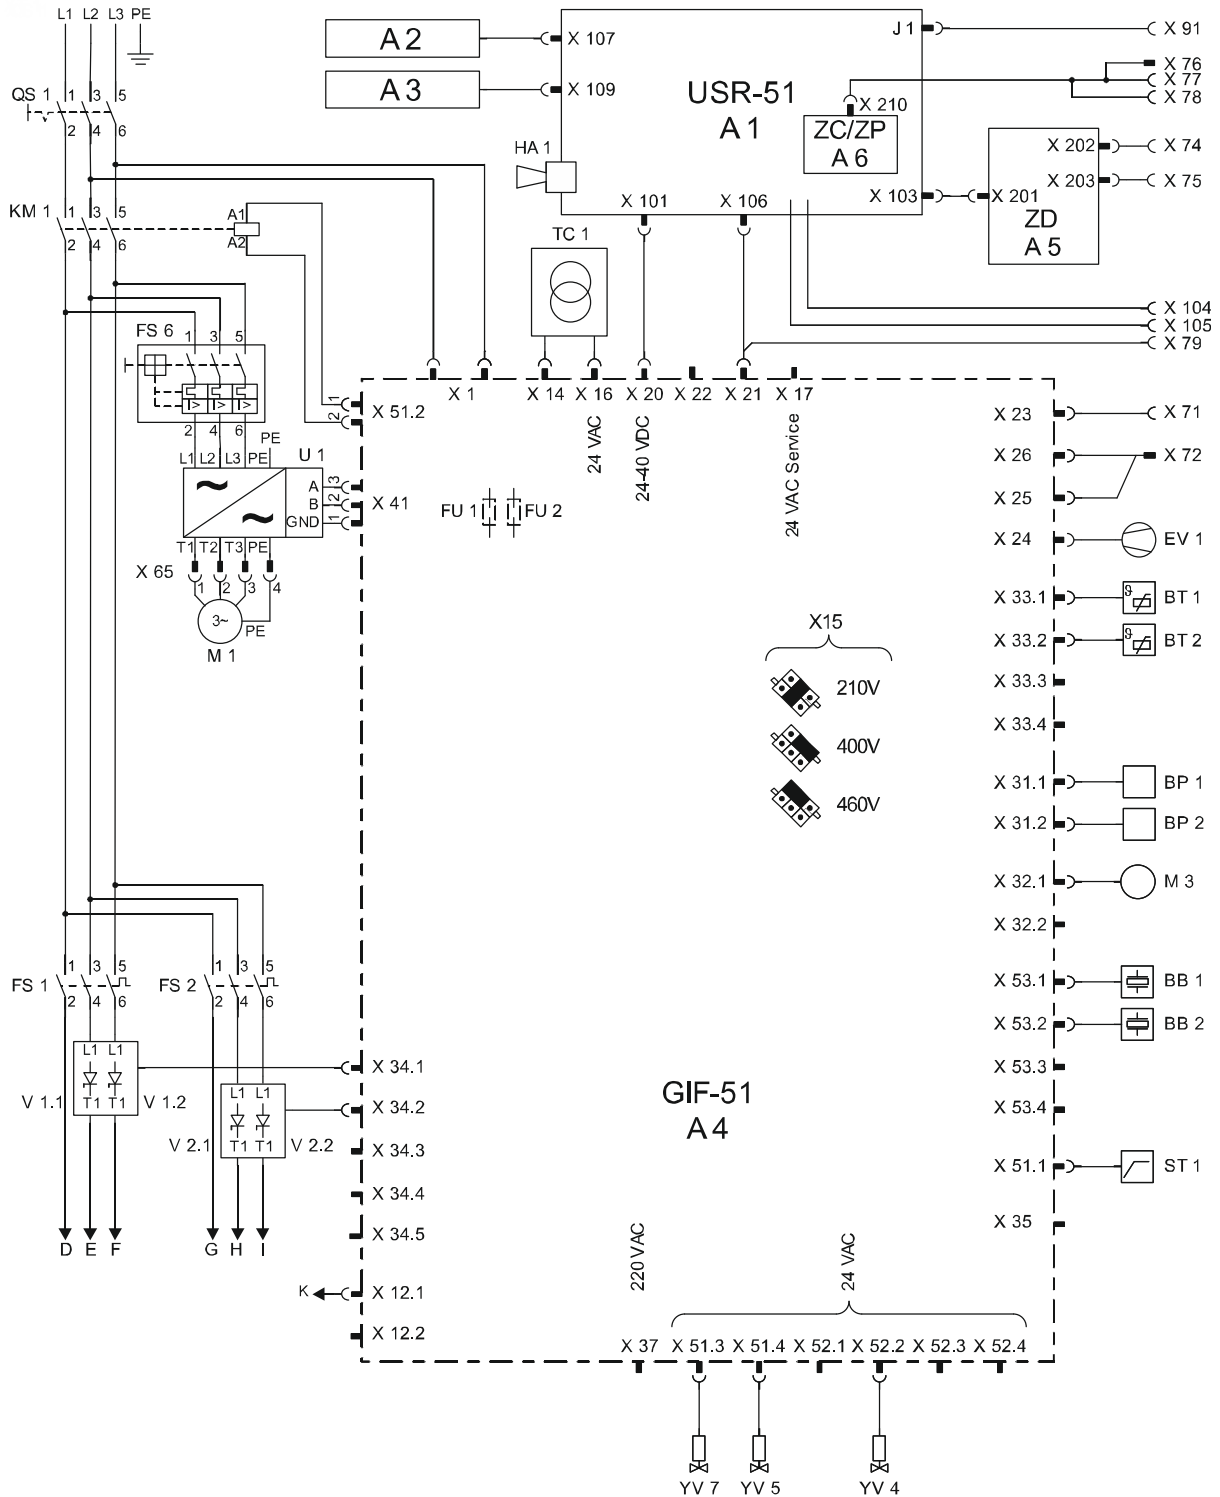 L1 L2 L3 PE
A 2
X 107
J 1
X 91
A 3
X 109
USR-51
A 1
X 76
X 77
X 78
QS 1
1 3 5
2 4 6
X 210
ZC/ZP
A 6
HA 1
X 202
X 74
X 203
X 75
X 101
X 106
X 103
X 201
ZD
A 5
KM 1
1 3 5
2 4 6
A1
A2
TC 1
X 104
X 105
X 79
FS 6
1 3 5
I> I> I>
2 4 6
PE
X 1
X 14
X 16
X 20
X 22
X 21
X 17
1
2
X 51.2
24 VAC
24-40 VDC
24 VAC Service
X 23
X 71
X 26
X 72
X 25
L1 L2 L3 PE
U 1
A 3
B 2
GND 1
X 41
FU 1
FU 2
X 24
EV 1
T1 T2 T3 PE
X 65
1 2 3 4
3~
PE
M 1
X 33.1
ϑ
BT 1
X 33.2
ϑ
BT 2
X15
210V
400V
460V
X 33.3
X 33.4
X 31.1
BP 1
X 31.2
BP 2
X 32.1
M 3
X 32.2
FS 1
1 3 5
2 4 6
FS 2
1 3 5
2 4 6
X 53.1
BB 1
X 53.2
BB 2
X 53.3
X 53.4
L1 L1
T1 T1
V 1.1
V 1.2
X 34.1
L1 L1
T1 T1
V 2.1
V 2.2
X 34.2
X 34.3
X 34.4
X 34.5
GIF-51
A 4
X 51.1
ST 1
X 35
D E F
G H I
K
X 12.1
X 12.2
220 VAC
24 VAC
X 37
X 51.3
X 51.4
X 52.1
X 52.2
X 52.3
X 52.4
YV 7
YV 5
YV 4